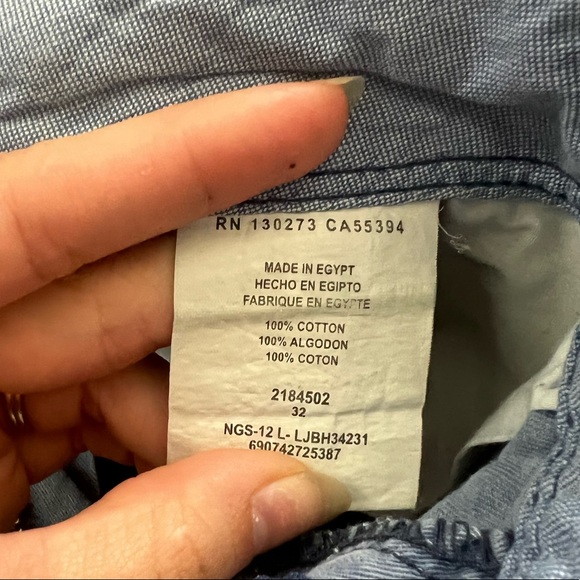 RN 130273 CA55394
MADE IN EGYPT
HECHO EN EGIPTO
FABRIQUE EN EGYPTE
100% COTTON
100% ALGODON
100% COTON
2184502
32
NGS-12 L- LJBH34231
690742725387